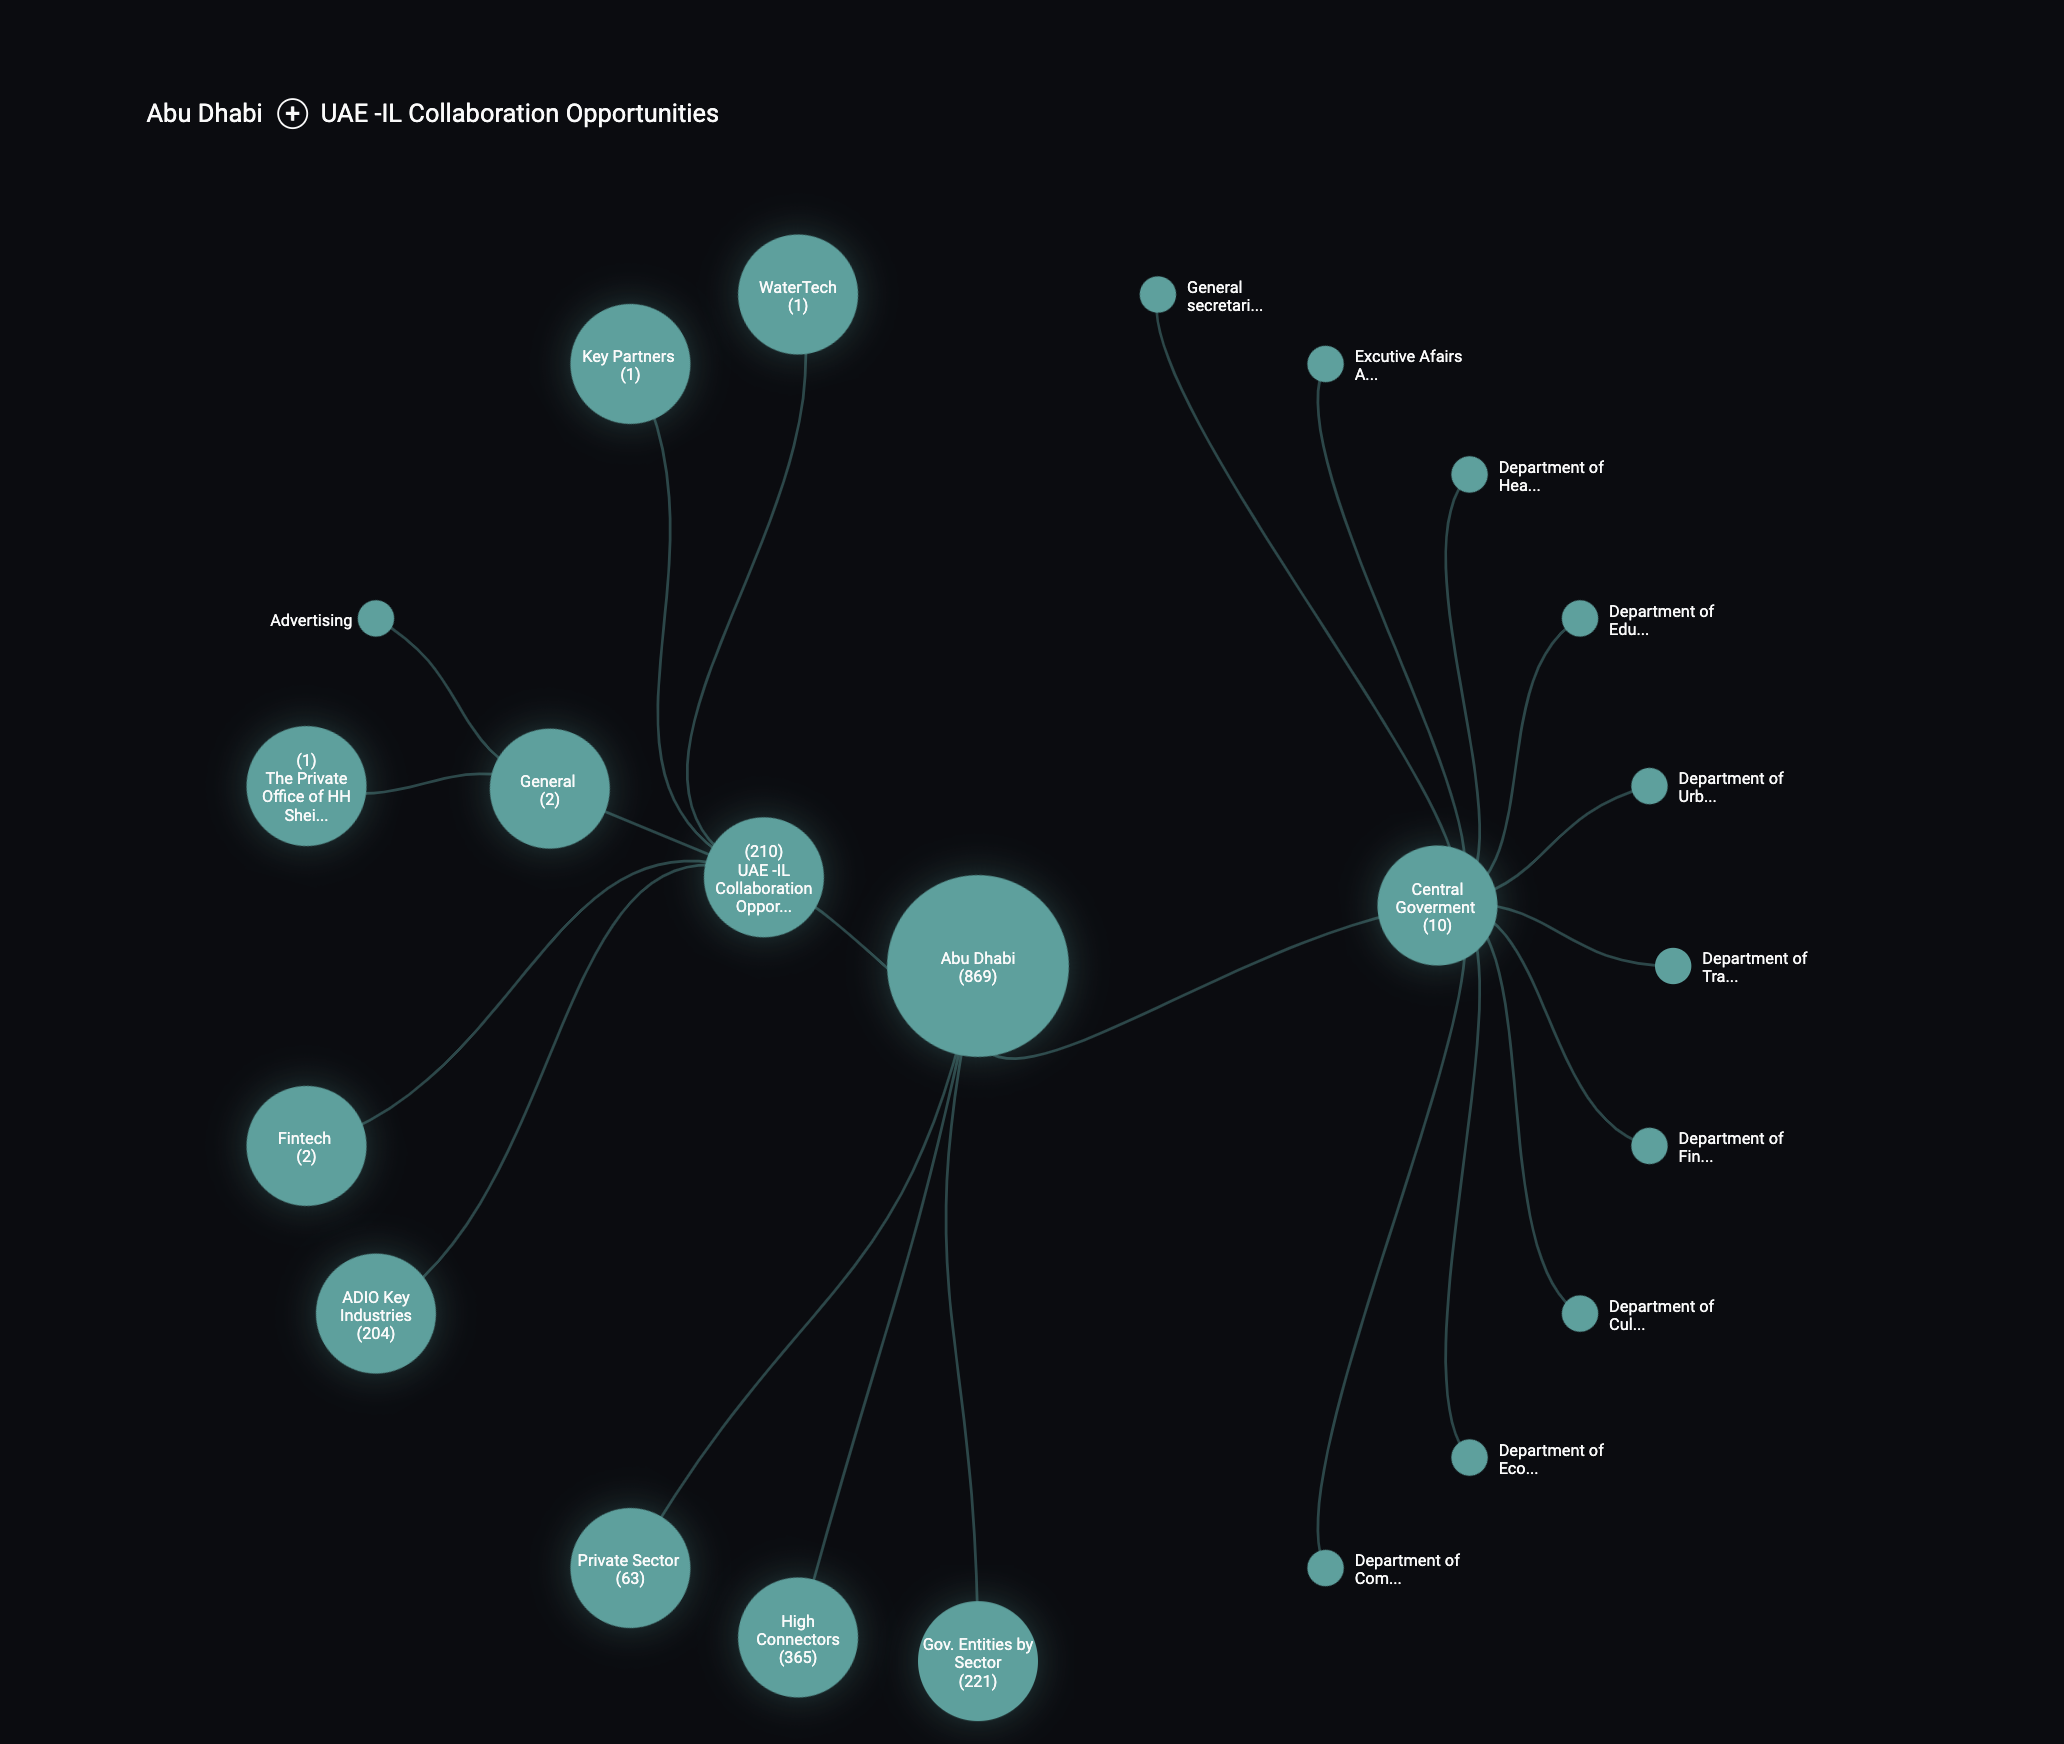 Abu Dhabi + UAE -IL Collaboration Opportunities
WaterTech
(1)
Key Partners
(1)
General
secretari...
Excutive Afairs
A...
Department of
Hea...
Advertising
Department of
Edu...
(1)
The Private
Office of HH
Shei...
General
(2)
Department of
Urb...
(210)
UAE -IL
Collaboration
Oppor...
Abu Dhabi
(869)
Central
Goverment
(10)
Department of
Tra...
Fintech
(2)
Department of
Fin...
ADIO Key
Industries
(204)
Department of
Cul...
Department of
Eco...
Private Sector
(63)
High
Connectors
(365)
Gov. Entities by
Sector
(221)
Department of
Com...